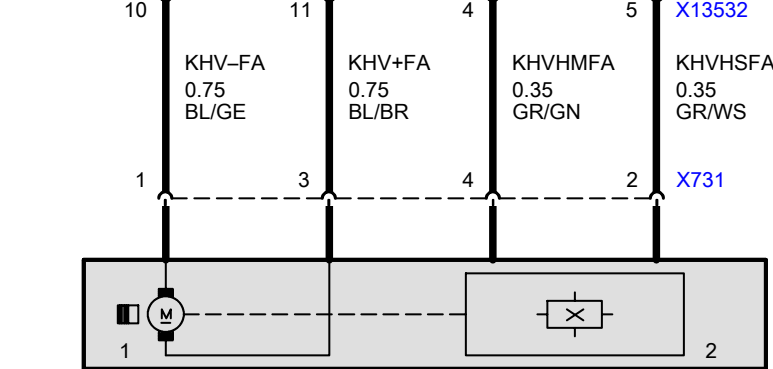 10 11 4 5 X13532
KHV–FA KHV+FA KHVHMFA KHVHSFA
0.75 0.75 0.35 0.35
BL/GE BL/BR GR/GN GR/WS
1 3 4 2 X731
M
1 2